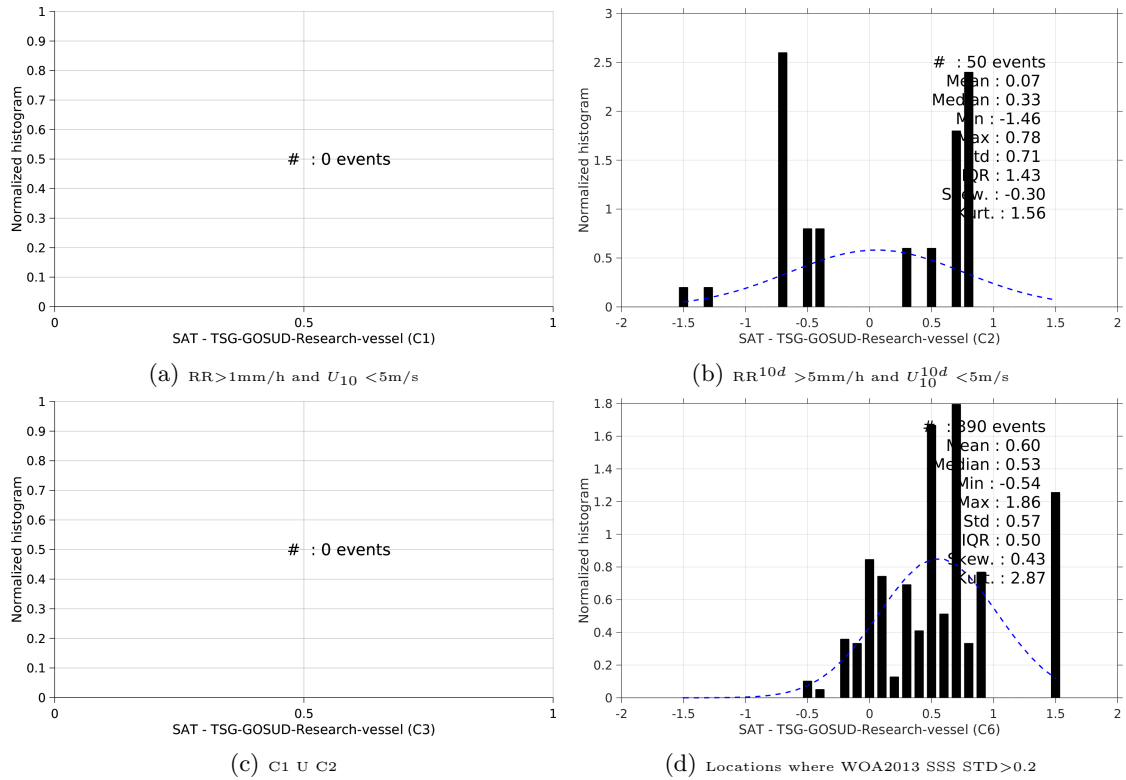 1
0.9
0.8
0.7
0.6
0.5
0.4
0.3
0.2
0.1
0
Normalized histogram
# : 0 events
0 0.5 1
SAT - TSG-GOSUD-Research-vessel (C1)
(a) RR>1mm/h and U10 <5m/s
3
2.5
2
1.5
1
0.5
0
Normalized histogram
# : 50 events
Mean : 0.07
Median : 0.33
Min : -1.46
Max : 0.78
Std : 0.71
IQR : 1.43
Skew. : -0.30
Kurt. : 1.56
-2 -1.5 -1 -0.5 0 0.5 1 1.5 2
SAT - TSG-GOSUD-Research-vessel (C2)
(b) RR^10d >5mm/h and U10^10d <5m/s
1
0.9
0.8
0.7
0.6
0.5
0.4
0.3
0.2
0.1
0
Normalized histogram
# : 0 events
0 0.5 1
SAT - TSG-GOSUD-Research-vessel (C3)
(c) C1 U C2
1.8
1.6
1.4
1.2
1
0.8
0.6
0.4
0.2
0
Normalized histogram
# : 390 events
Mean : 0.60
Median : 0.53
Min : -0.54
Max : 1.86
Std : 0.57
IQR : 0.50
Skew. : 0.43
Kurt. : 2.87
-2 -1.5 -1 -0.5 0 0.5 1 1.5 2
SAT - TSG-GOSUD-Research-vessel (C6)
(d) Locations where WOA2013 SSS STD>0.2